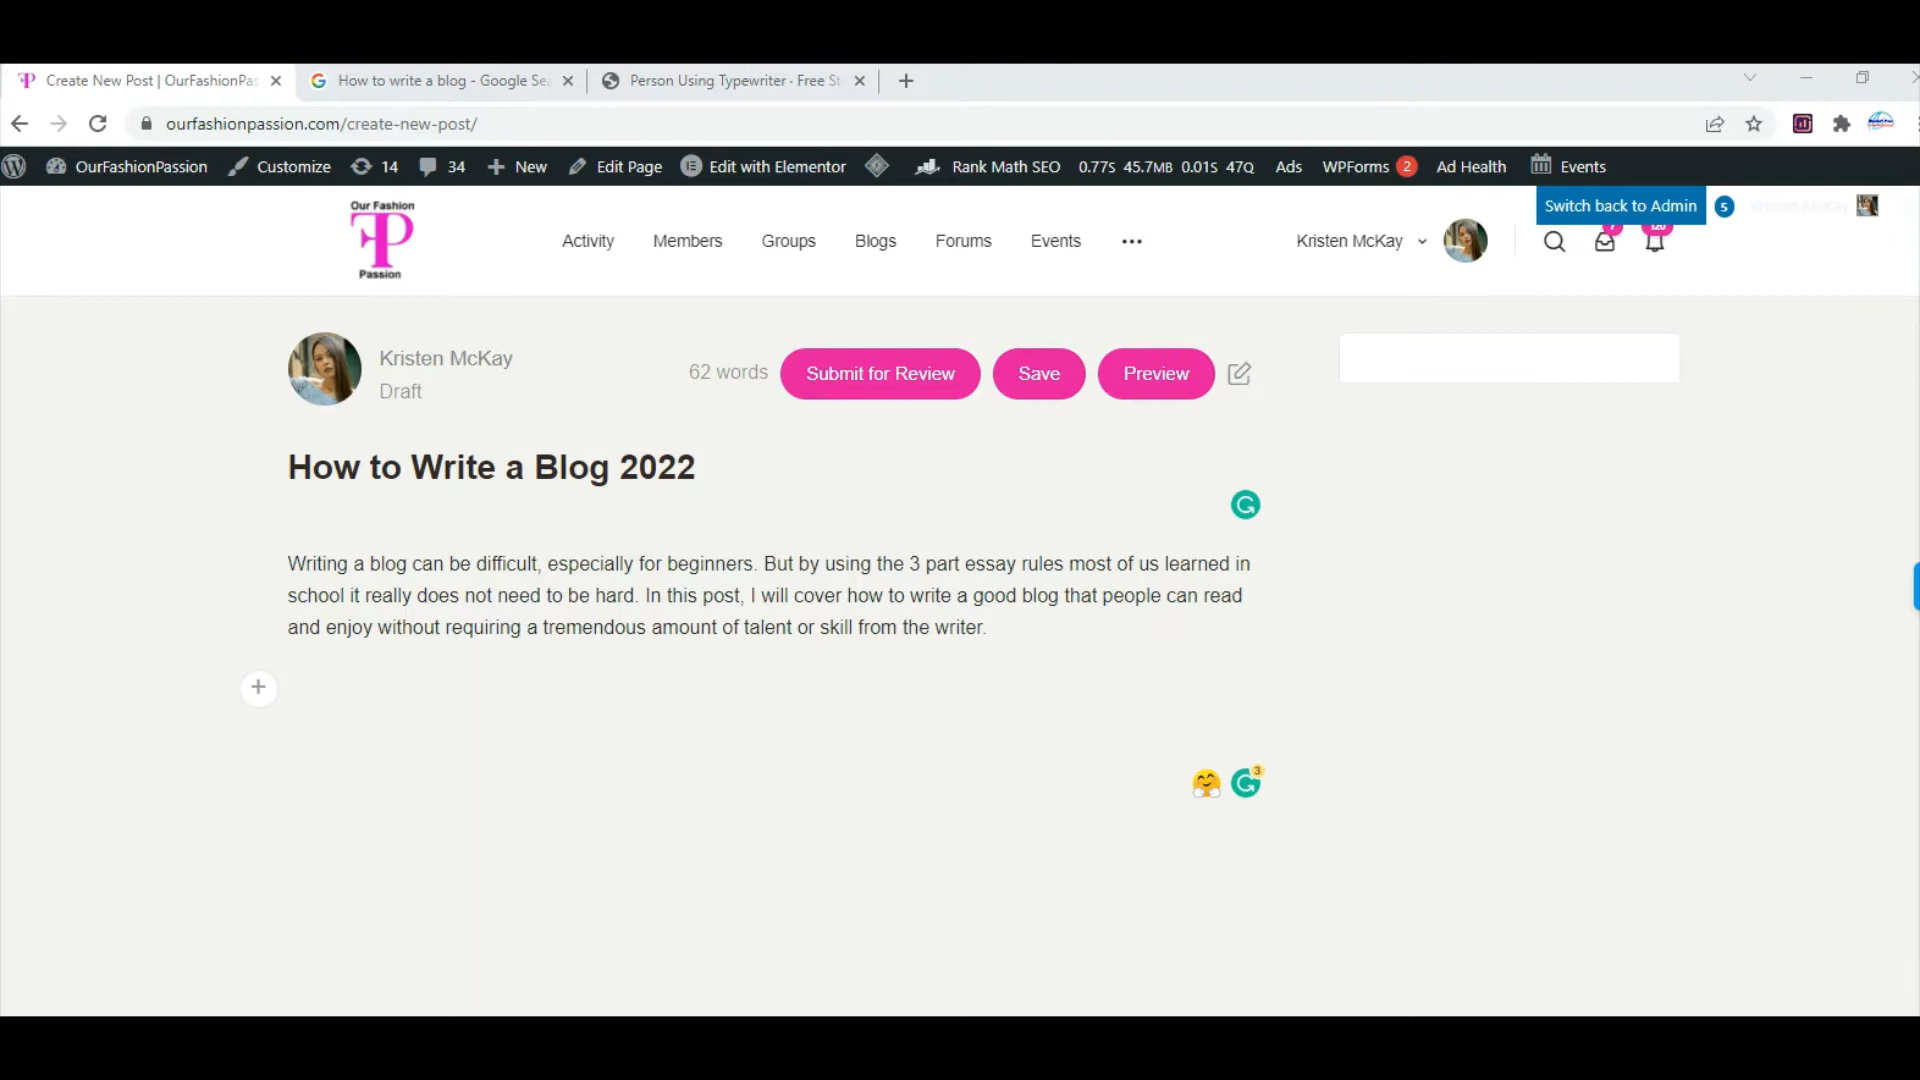 Create New Post | OurFashionPas
How to write a blog - Google Sea
Person Using Typewriter · Free St
ourfashionpassion.com/create-new-post/
OurFashionPassion Customize 14 34 New Edit Page Edit with Elementor Rank Math SEO 0.77S 45.7MB 0.01S 47Q Ads WPForms 2 Ad Health Events
Switch back to Admin 5
Our Fashion
FP
Passion
Activity Members Groups Blogs Forums Events ••• Kristen McKay
Kristen McKay
Draft
62 words Submit for Review Save Preview
How to Write a Blog 2022
Writing a blog can be difficult, especially for beginners. But by using the 3 part essay rules most of us learned in
school it really does not need to be hard. In this post, I will cover how to write a good blog that people can read
and enjoy without requiring a tremendous amount of talent or skill from the writer.
3